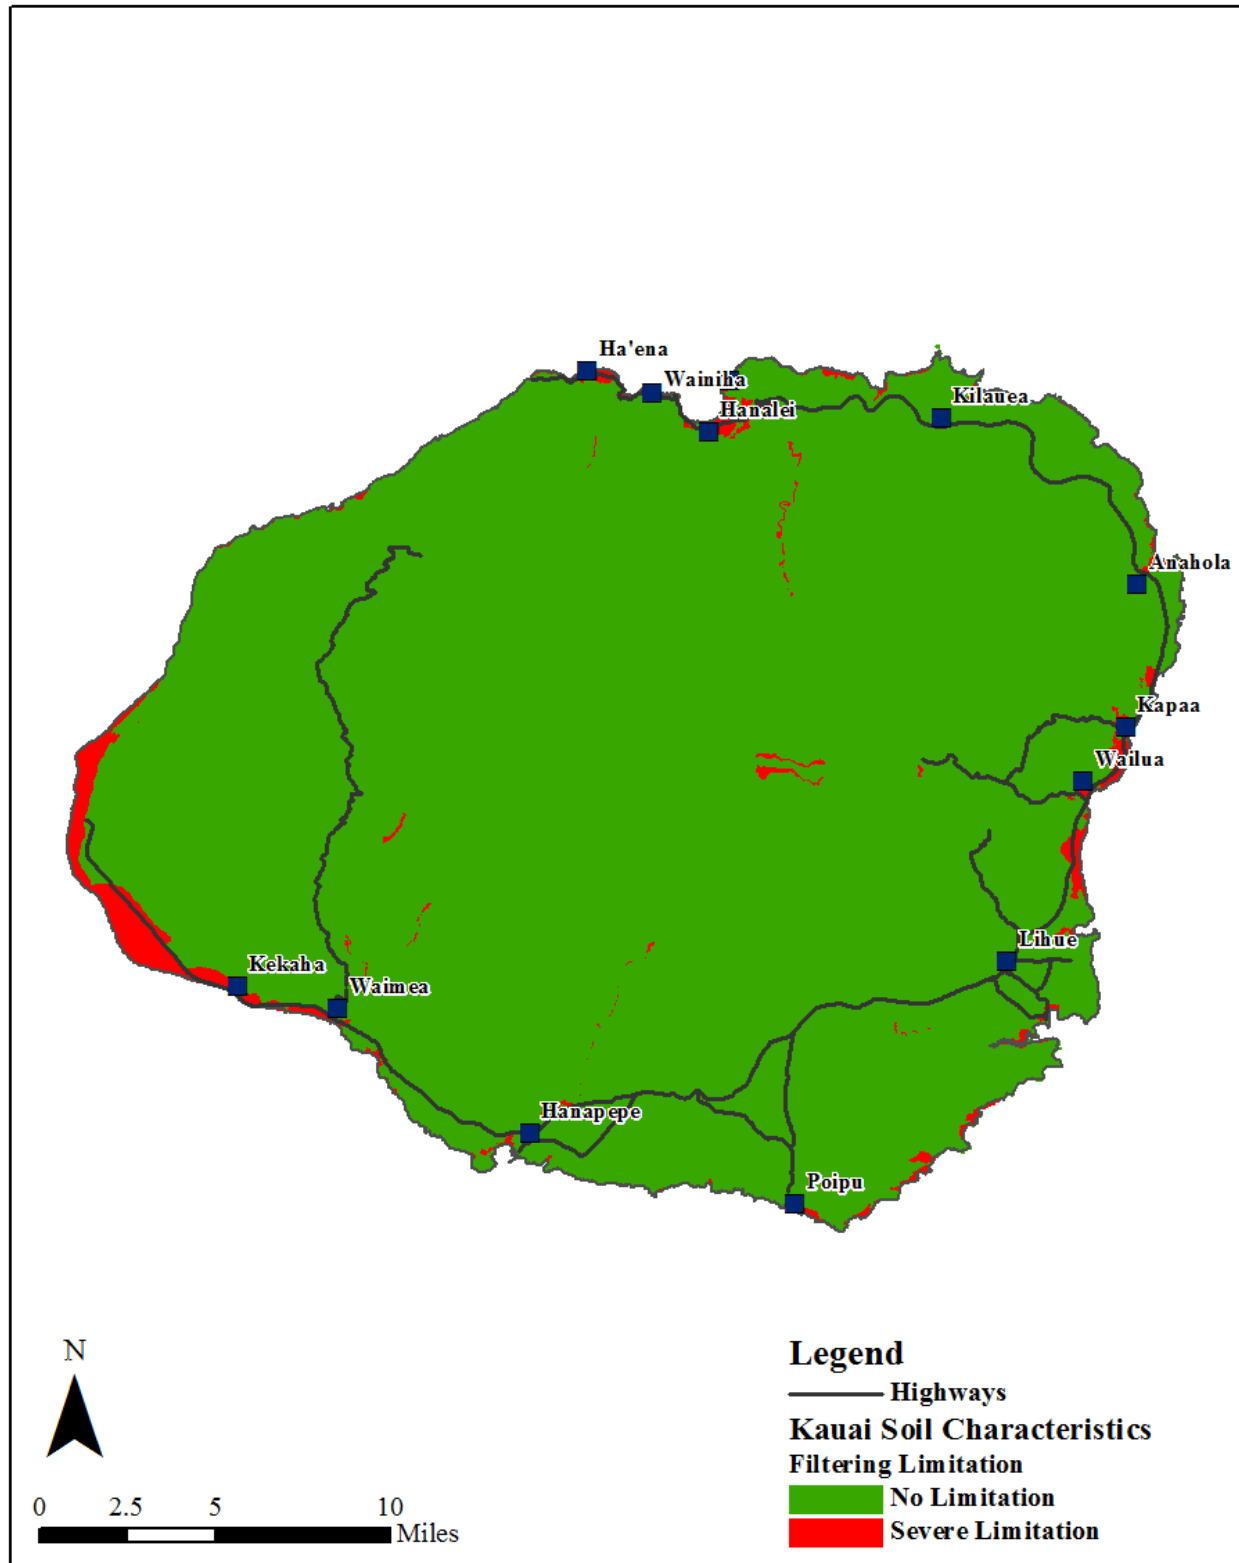 Ha'ena
Wainiha
Hanalei
Kilauea
Anahola
Kapaa
Wailua
Lihue
Kekaha
Waimea
Hanapepe
Poipu
N
0 2.5 5 10
Miles
Legend
Highways
Kauai Soil Characteristics
Filtering Limitation
No Limitation
Severe Limitation